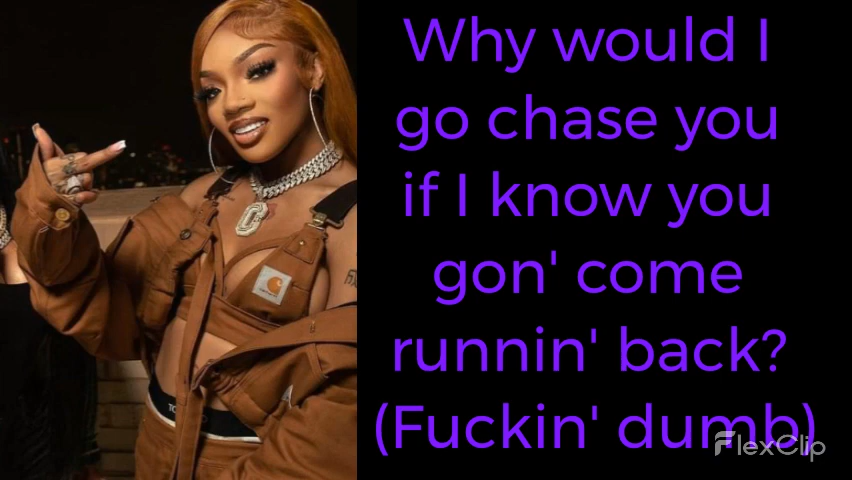 Why would I
go chase you
if I know you
gon' come
runnin' back?
(Fuckin' dumb)
FlexClip